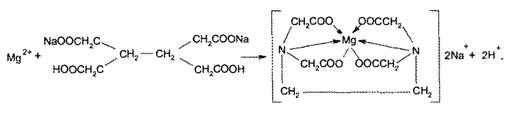 CH₂COO OOCCH₂
NaOOCH₂C CH₂COONa
Mg²⁺ + CH₂—CH₂ → N Mg N 2Na⁺ + 2H⁺.
HOOCH₂C CH₂COOH CH₂COO OOCCH₂
CH₂ CH₂